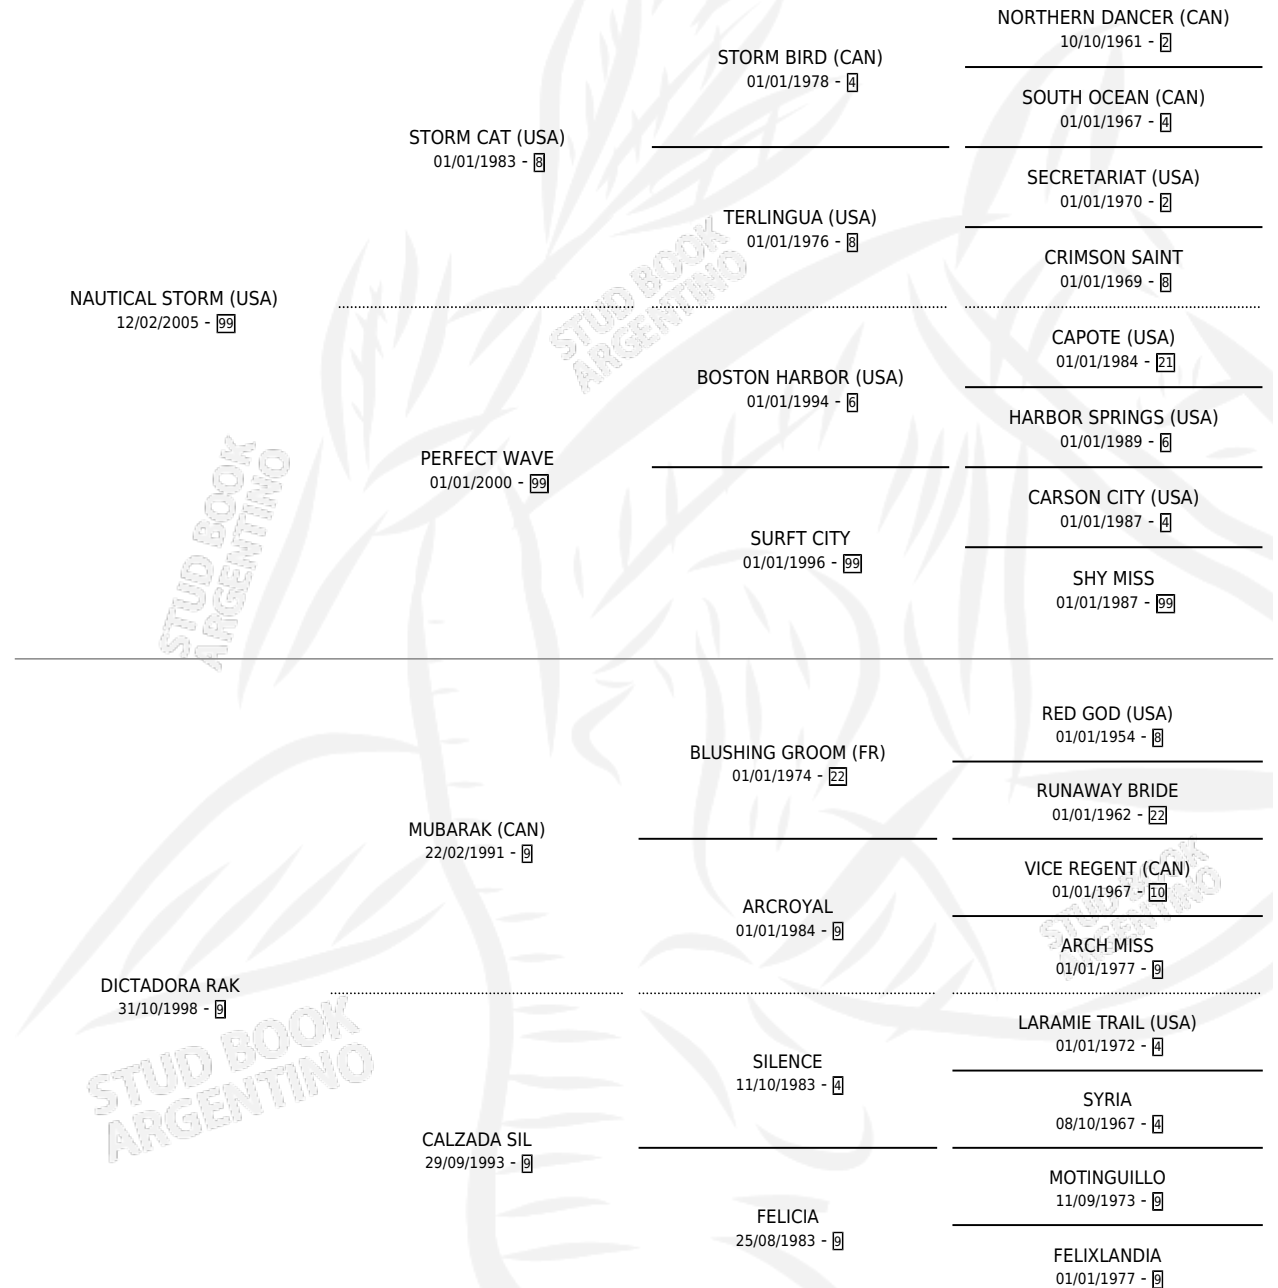 NORTHERN DANCER (CAN)
10/10/1961 - 2
STORM BIRD (CAN)
01/01/1978 - 4
SOUTH OCEAN (CAN)
01/01/1967 - 4
STORM CAT (USA)
01/01/1983 - 8
SECRETARIAT (USA)
01/01/1970 - 2
TERLINGUA (USA)
01/01/1976 - 8
CRIMSON SAINT
01/01/1969 - 8
NAUTICAL STORM (USA)
12/02/2005 - 99
CAPOTE (USA)
01/01/1984 - 21
BOSTON HARBOR (USA)
01/01/1994 - 6
HARBOR SPRINGS (USA)
01/01/1989 - 6
PERFECT WAVE
01/01/2000 - 99
CARSON CITY (USA)
01/01/1987 - 4
SURFT CITY
01/01/1996 - 99
SHY MISS
01/01/1987 - 99
RED GOD (USA)
01/01/1954 - 8
BLUSHING GROOM (FR)
01/01/1974 - 22
RUNAWAY BRIDE
01/01/1962 - 22
MUBARAK (CAN)
22/02/1991 - 9
VICE REGENT (CAN)
01/01/1967 - 10
ARCROYAL
01/01/1984 - 9
ARCH MISS
01/01/1977 - 9
DICTADORA RAK
31/10/1998 - 9
LARAMIE TRAIL (USA)
01/01/1972 - 4
SILENCE
11/10/1983 - 4
SYRIA
08/10/1967 - 4
CALZADA SIL
29/09/1993 - 9
MOTINGUILLO
11/09/1973 - 9
FELICIA
25/08/1983 - 9
FELIXLANDIA
01/01/1977 - 9
STUD BOOK
ARGENTINO
STUD BOOK
ARGENTINO
STUD BOOK
ARGENTINO
STUD BOOK
ARGENTINO